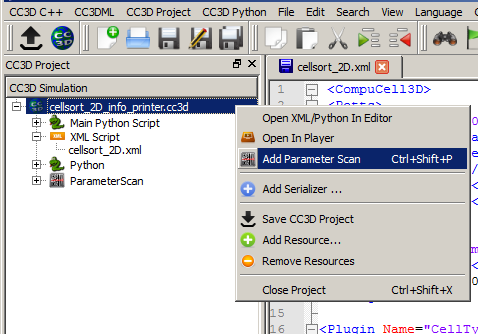 CC3D C++ CC3DML CC3D Project CC3D Python File Edit Search View Language C
CC3D Project
cellsort_2D.xml
CC3D Simulation
cellsort_2D_info_printer.cc3d
Main Python Script
XML Script
cellsort_2D.xml
Python
ParameterScan
Open XML/Python In Editor
Open In Player
Add Parameter Scan Ctrl+Shift+P
Add Serializer ...
Save CC3D Project
Add Resource...
Remove Resources
Close Project Ctrl+Shift+X
1 <CompuCell3D>
2 <Potts>
15
16 <Plugin Name="CellTy